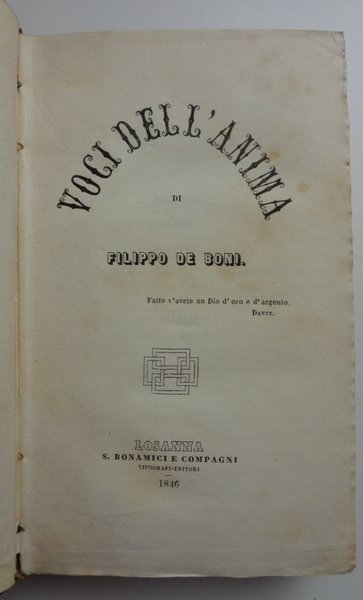 VOCI DELL'ANIMA
DI
FILIPPO DE BONI.
Fatto v'avete un Dio d'oro e d'argento.
DANTE.
LOSANNA
S. BONAMICI E COMPAGNI
TIPOGRAFI-EDITORI
1846